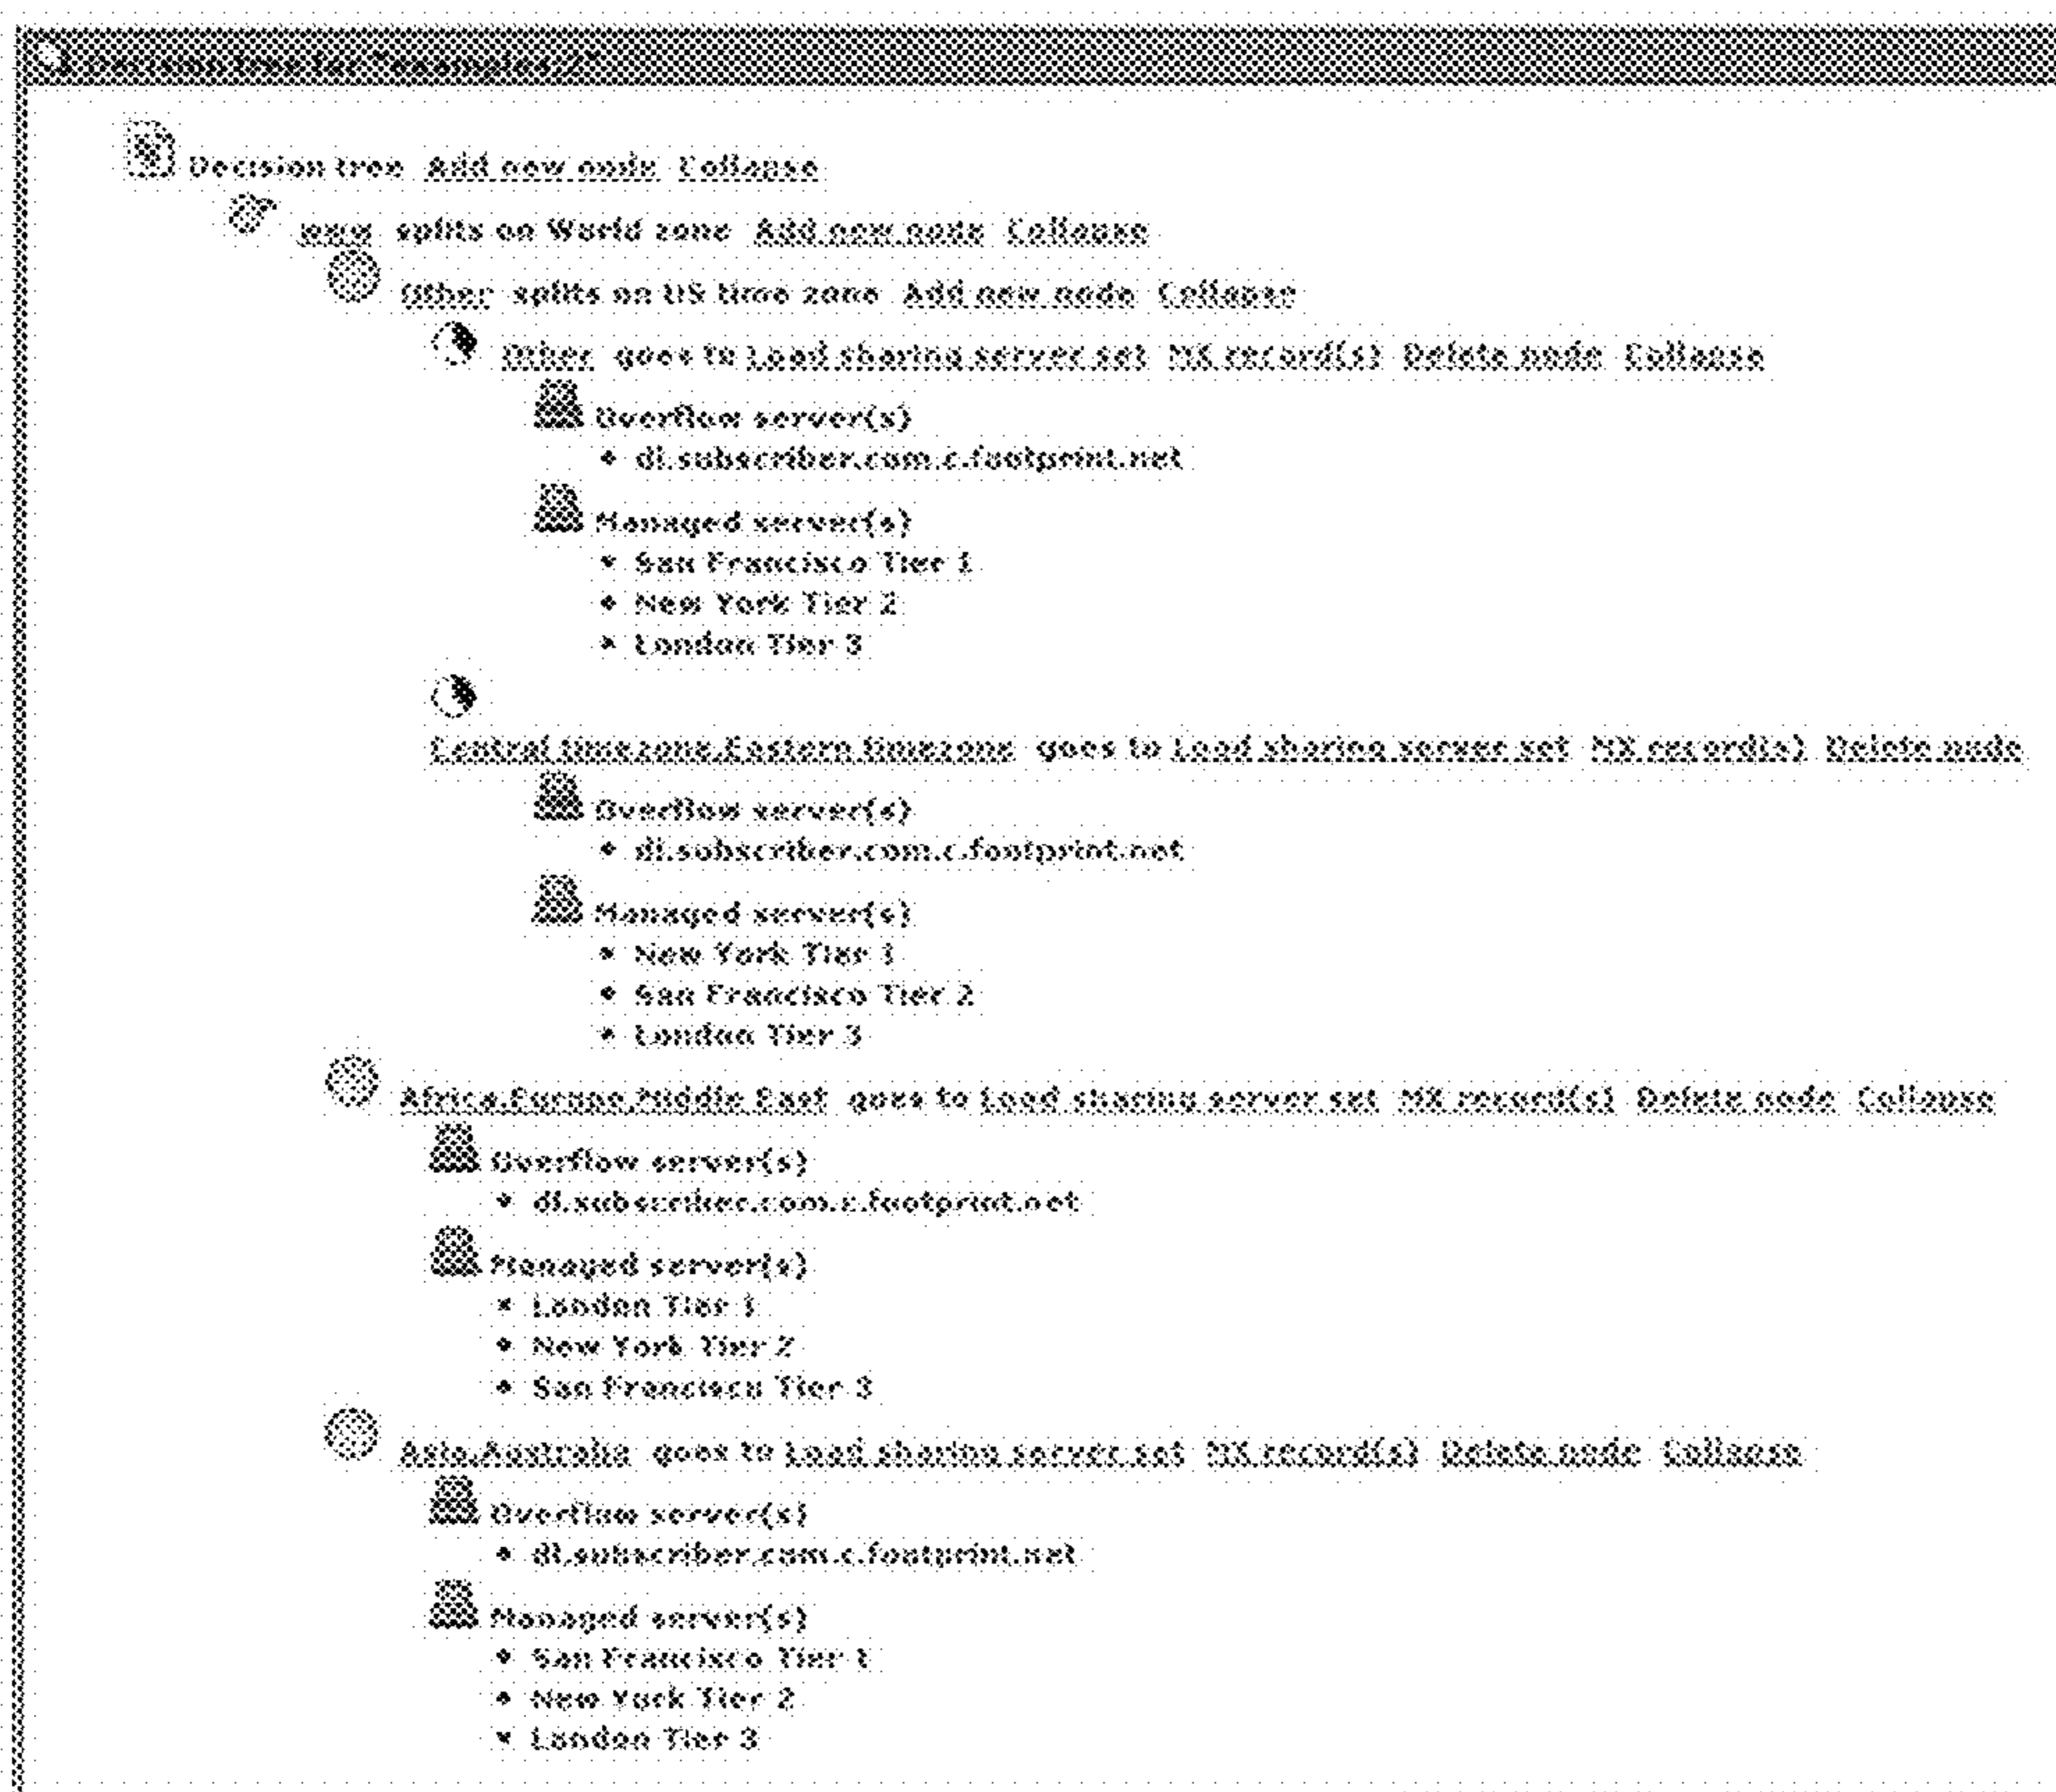 Decision tree for "examples 2"
Decision tree Add new node Collapse
splits on World zone Add new node Collapse
Other splits on US time zone Add new node Collapse
Other goes to Load sharing server set MX record(s) Delete node Collapse
Overflow server(s)
• dl.subscriber.com.c.footprint.net
Managed server(s)
• San Francisco Tier 1
• New York Tier 2
• London Tier 3
Central timezone,Eastern timezone goes to Load sharing server set MX record(s) Delete node
Overflow server(s)
• dl.subscriber.com.c.footprint.net
Managed server(s)
• New York Tier 1
• San Francisco Tier 2
• London Tier 3
Africa,Europe,Middle East goes to Load sharing server set MX record(s) Delete node Collapse
Overflow server(s)
• dl.subscriber.com.c.footprint.net
Managed server(s)
• London Tier 1
• New York Tier 2
• San Francisco Tier 3
Asia,Australia goes to Load sharing server set MX record(s) Delete node Collapse
Overflow server(s)
• dl.subscriber.com.c.footprint.net
Managed server(s)
• San Francisco Tier 1
• New York Tier 2
• London Tier 3